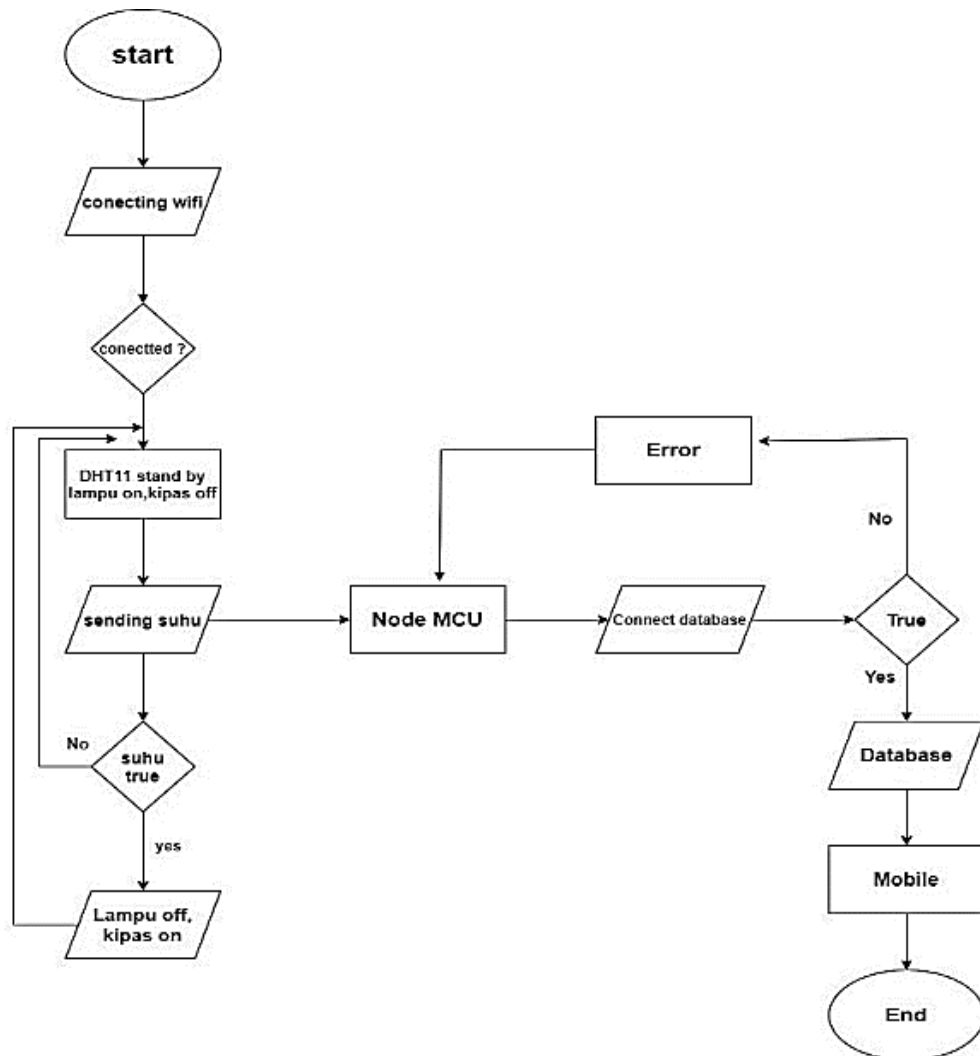 start
conecting wifi
conectted ?
DHT11 stand by
lampu on,kipas off
sending suhu
No
suhu
true
yes
Lampu off,
kipas on
Node MCU
Error
Connect database
No
True
Yes
Database
Mobile
End